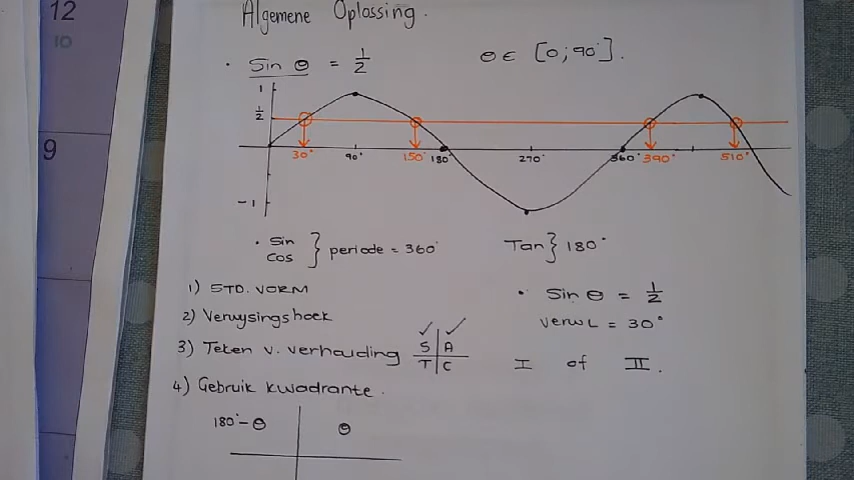 12
10
9
Algemene Oplossing.
• Sin θ = 1/2
θ ∈ [0; 90°].
1
1/2
-1
30° 90° 150° 180° 270° 360° 390° 510°
• Sin
Cos } periode = 360°
Tan } 180°
1) STD. VORM
2) Verwysingshoek
3) Teken v. verhouding
✓ ✓
S A
T C
4) Gebruik kwadrante.
180° - θ θ
• Sin θ = 1/2
verw L = 30°
I of II.